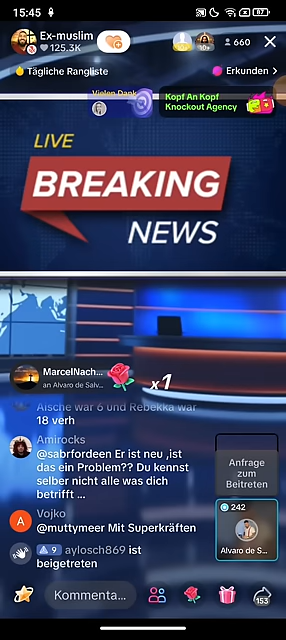 15:45
87
Ex-muslim
125.3K
10+
660
Tägliche Rangliste
Erkunden
Vielen Dank
Kopf An Kopf
Knockout Agency
LIVE
BREAKING
NEWS
MarcelNach...
an Alvaro de Salv...
x1
Aische war 6 und Rebekka war
18 verh
Amirocks
@sabrfordeen Er ist neu ,ist
das ein Problem?? Du kennst
selber nicht alle was dich
betrifft ...
Anfrage
zum
Beitreten
A
Vojko
@muttymeer Mit Superkräften
242
Alvaro de S...
9 aylosch869 ist
beigetreten
Kommenta...
153